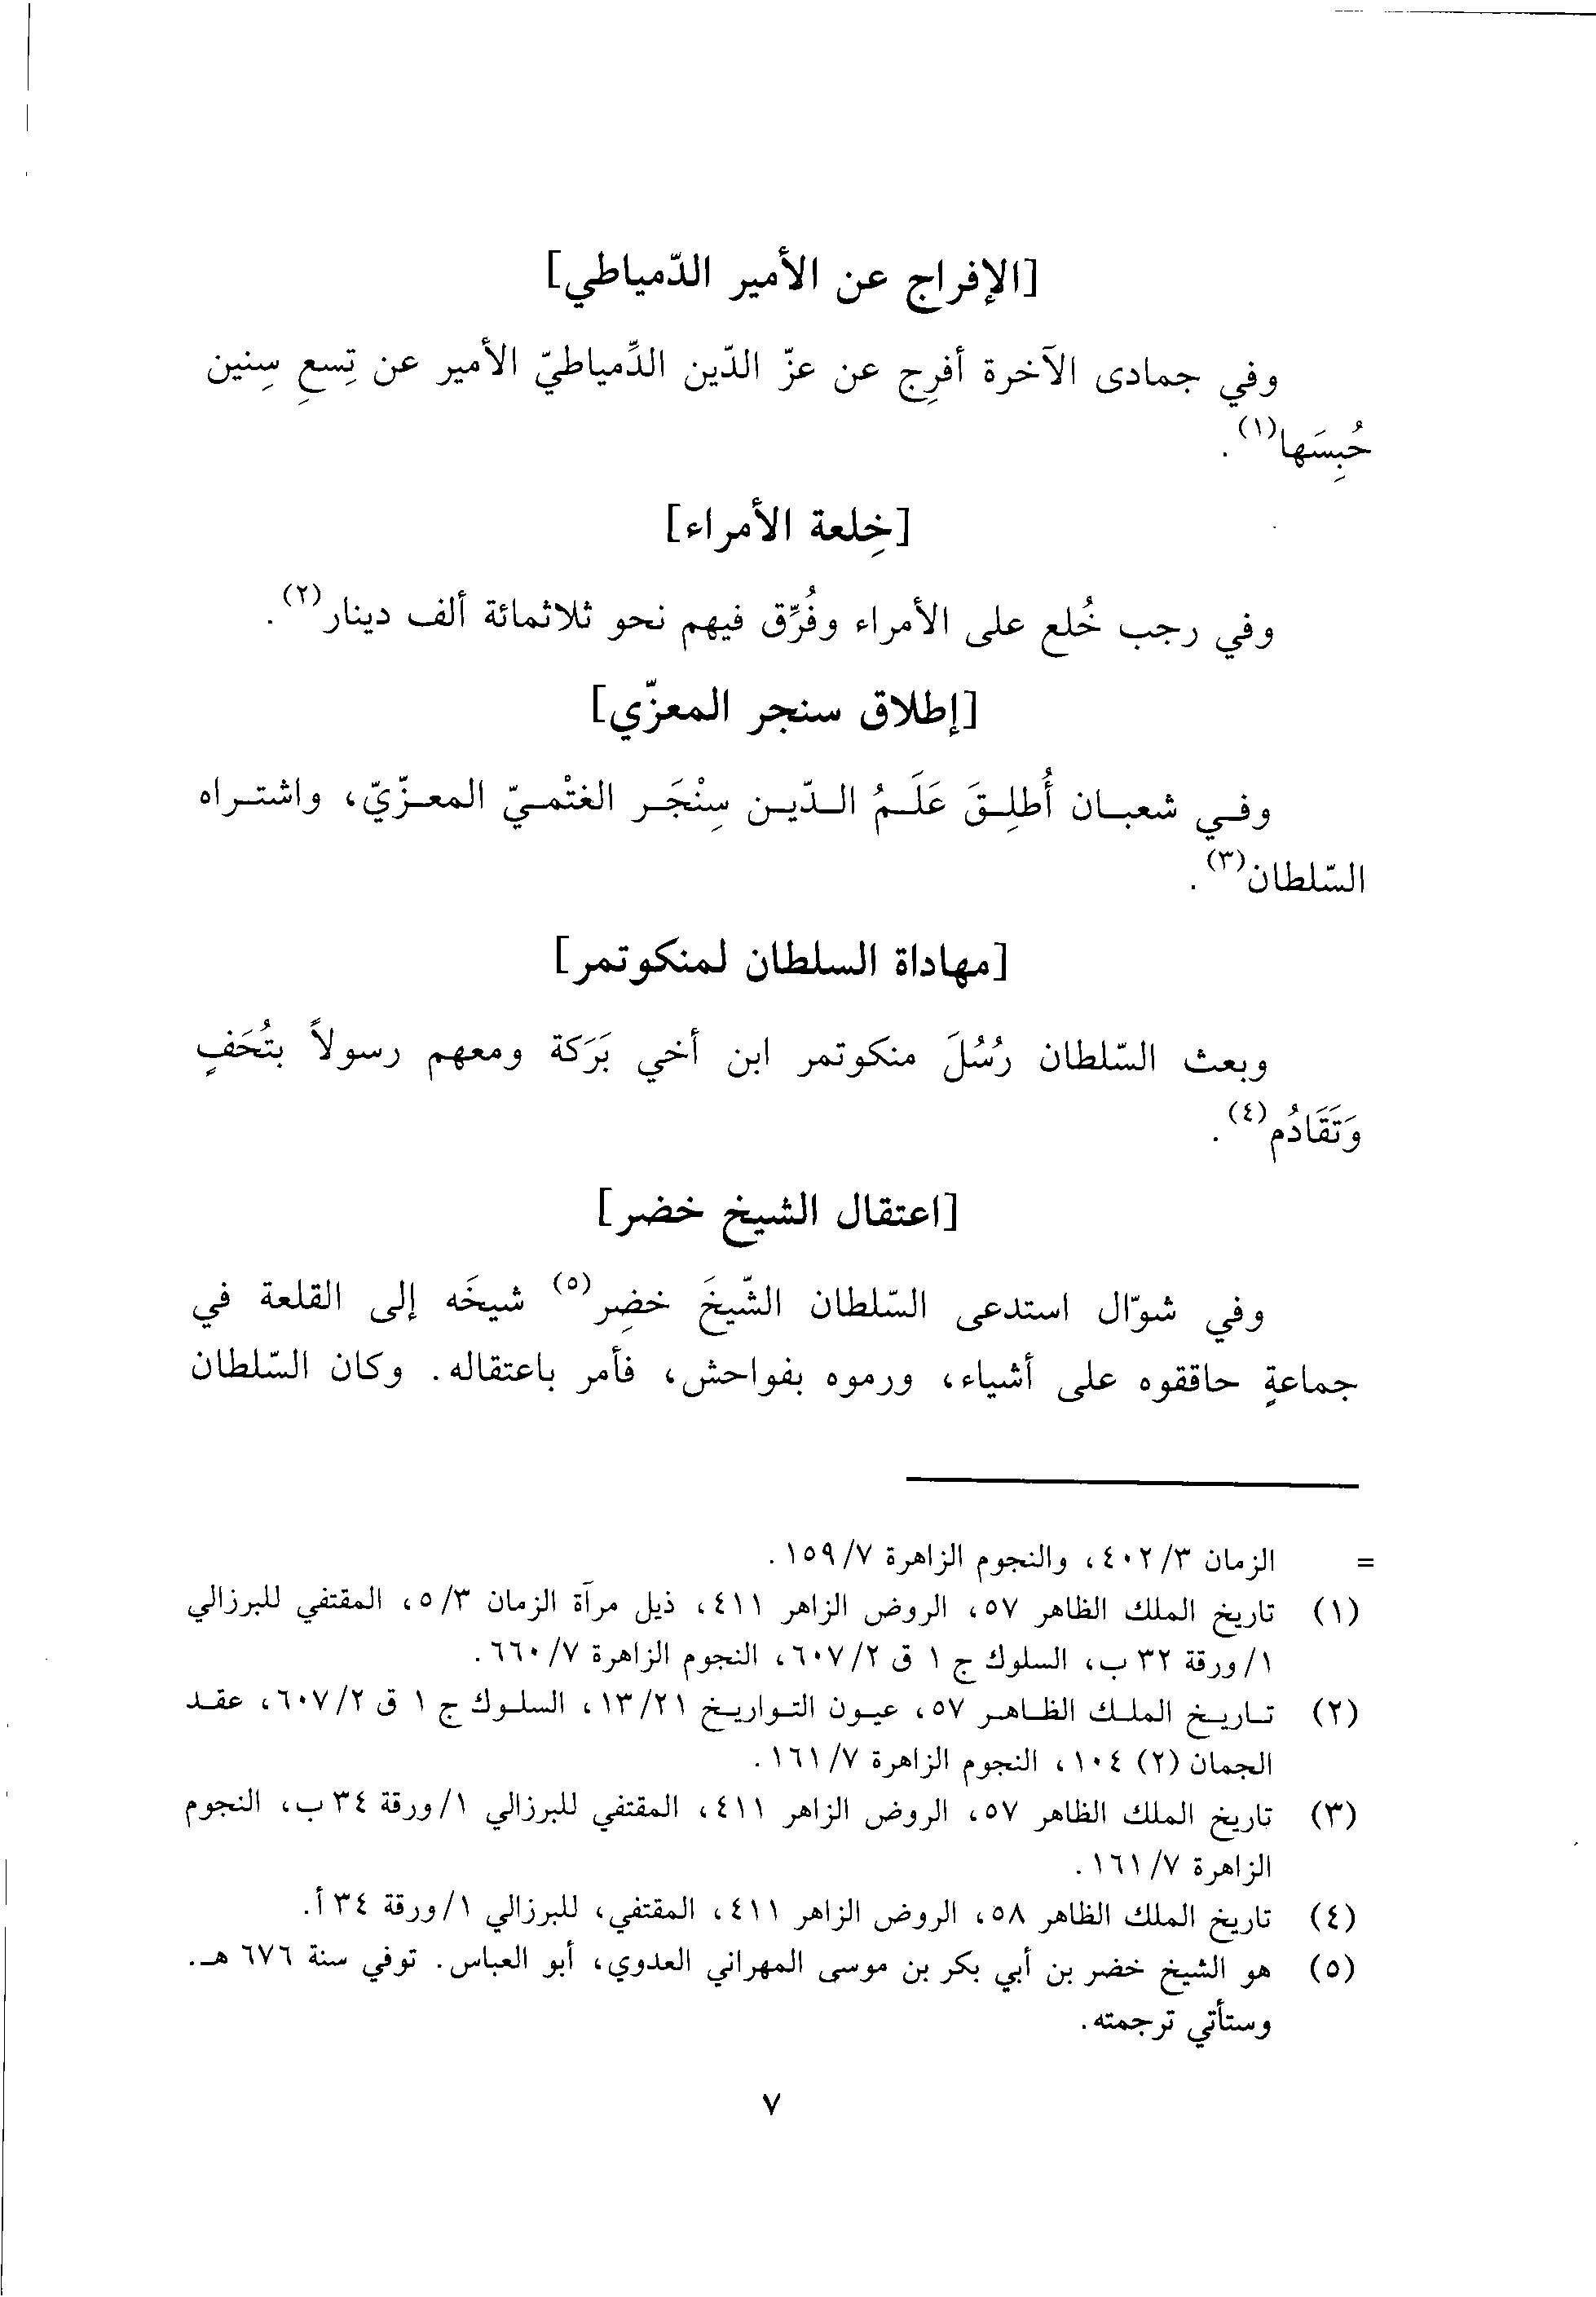 [الإفراج عن الأمير الدّمياطي]
وفي جمادى الآخرة أفرِج عن عزّ الدّين الدِّمياطيّ الأمير عن تِسعِ سِنين
حُبِسَها(١).
[خِلعة الأمراء]
وفي رجب خُلع على الأمراء وفُرِّق فيهم نحو ثلاثمائة ألف دينار(٢).
[إطلاق سنجر المعزّي]
وفي شعبان أُطلِقَ عَلَمُ الدّين سِنْجَر الغتْميّ المعزّيّ، واشتراه
السّلطان(٣).
[مهاداة السلطان لمنكوتمر]
وبعث السّلطان رُسُلَ منكوتمر ابن أخي بَرَكة ومعهم رسولاً بتُحَفٍ
وَتَقَادُم(٤).
[اعتقال الشيخ خضر]
وفي شوّال استدعى السّلطان الشّيخَ خضِر(٥) شيخَه إلى القلعة في
جماعةٍ حاققوه على أشياء، ورموه بفواحش، فأمر باعتقاله. وكان السّلطان
= الزمان ٣/ ٤٠٢، والنجوم الزاهرة ٧/ ١٥٩.
(١) تاريخ الملك الظاهر ٥٧، الروض الزاهر ٤١١، ذيل مرآة الزمان ٣/ ٥، المقتفي للبرزالي
١/ ورقة ٣٢ ب، السلوك ج ١ ق ٢/ ٦٠٧، النجوم الزاهرة ٧/ ٦٦٠.
(٢) تاريخ الملك الظاهر ٥٧، عيون التواريخ ٢١/ ١٣، السلوك ج ١ ق ٢/ ٦٠٧، عقد
الجمان (٢) ١٠٤، النجوم الزاهرة ٧/ ١٦١.
(٣) تاريخ الملك الظاهر ٥٧، الروض الزاهر ٤١١، المقتفي للبرزالي ١/ ورقة ٣٤ ب، النجوم
الزاهرة ٧/ ١٦١.
(٤) تاريخ الملك الظاهر ٥٨، الروض الزاهر ٤١١، المقتفي، للبرزالي ١/ ورقة ٣٤ أ.
(٥) هو الشيخ خضر بن أبي بكر بن موسى المهراني العدوي، أبو العباس. توفي سنة ٦٧٦ هـ.
وستأتي ترجمته.
٧